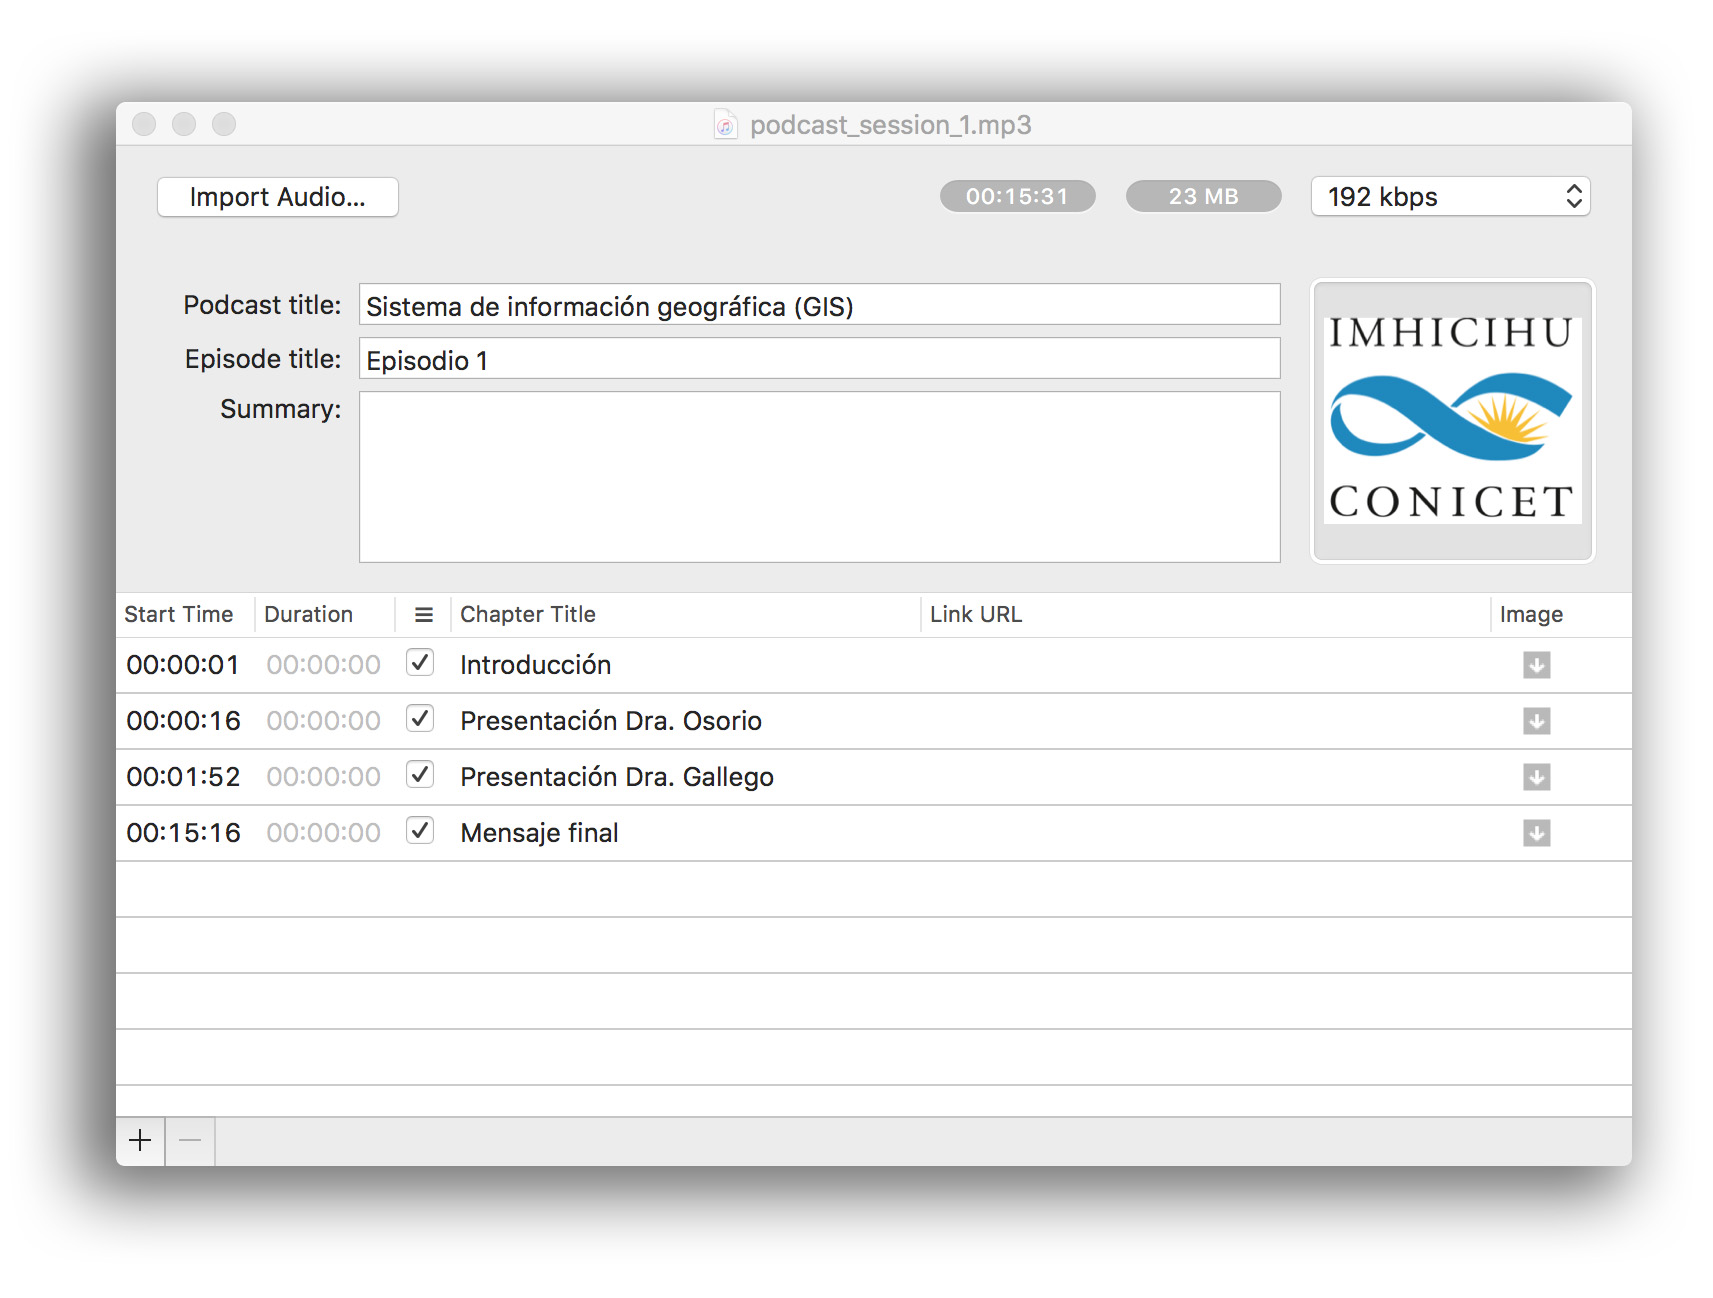 podcast_session_1.mp3
Import Audio...
00:15:31
23 MB
192 kbps
Podcast title: Sistema de información geográfica (GIS)
Episode title: Episodio 1
Summary:
IMHICIHU
CONICET
Start Time Duration Chapter Title Link URL Image
00:00:01 00:00:00 Introducción
00:00:16 00:00:00 Presentación Dra. Osorio
00:01:52 00:00:00 Presentación Dra. Gallego
00:15:16 00:00:00 Mensaje final